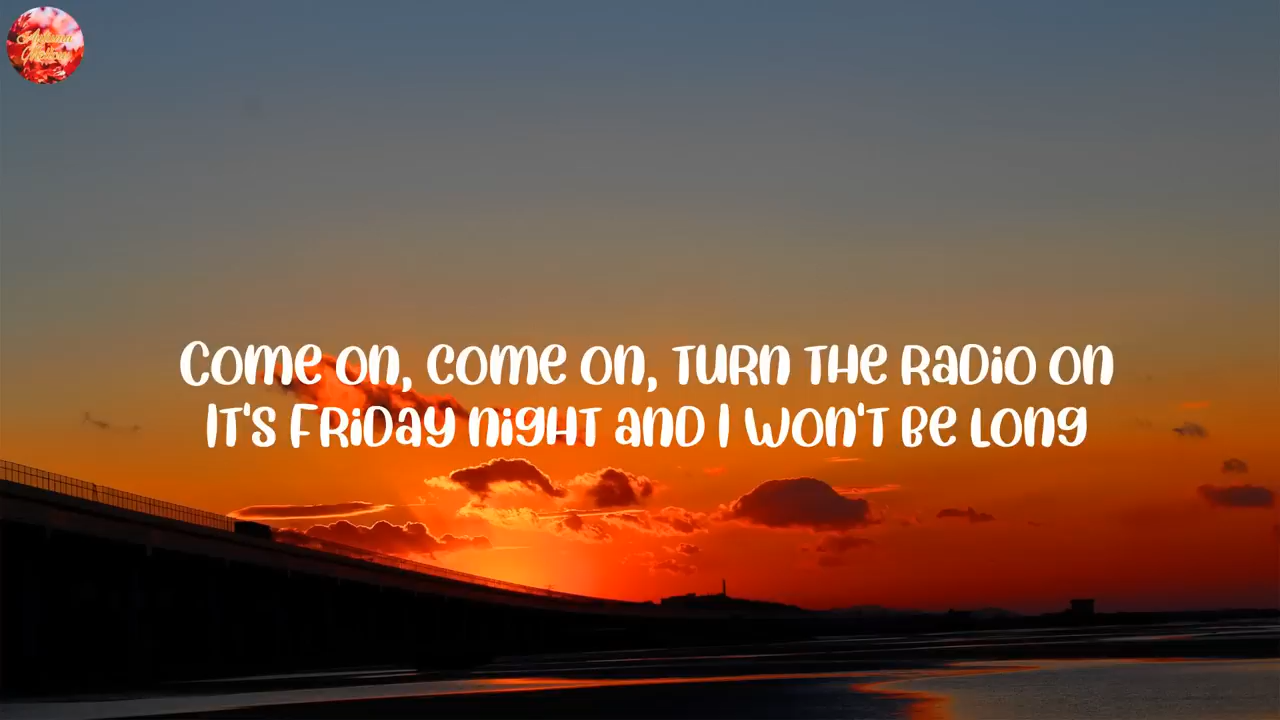 Come on, come on, turn the radio on
It's Friday night and I won't be long